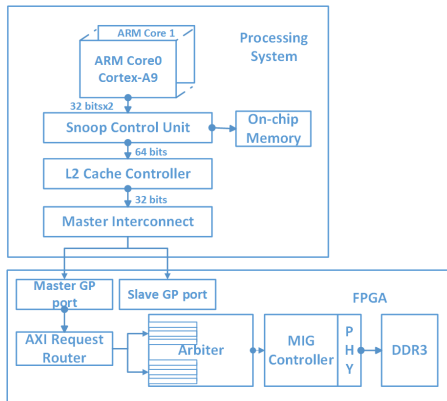 ARM Core 1
Processing
System
ARM Core0
Cortex-A9
32 bitsx2
Snoop Control Unit
On-chip
Memory
64 bits
L2 Cache Controller
32 bits
Master Interconnect
Master GP
port
Slave GP port
FPGA
AXI Request
Router
Arbiter
MIG
Controller
P
H
Y
DDR3